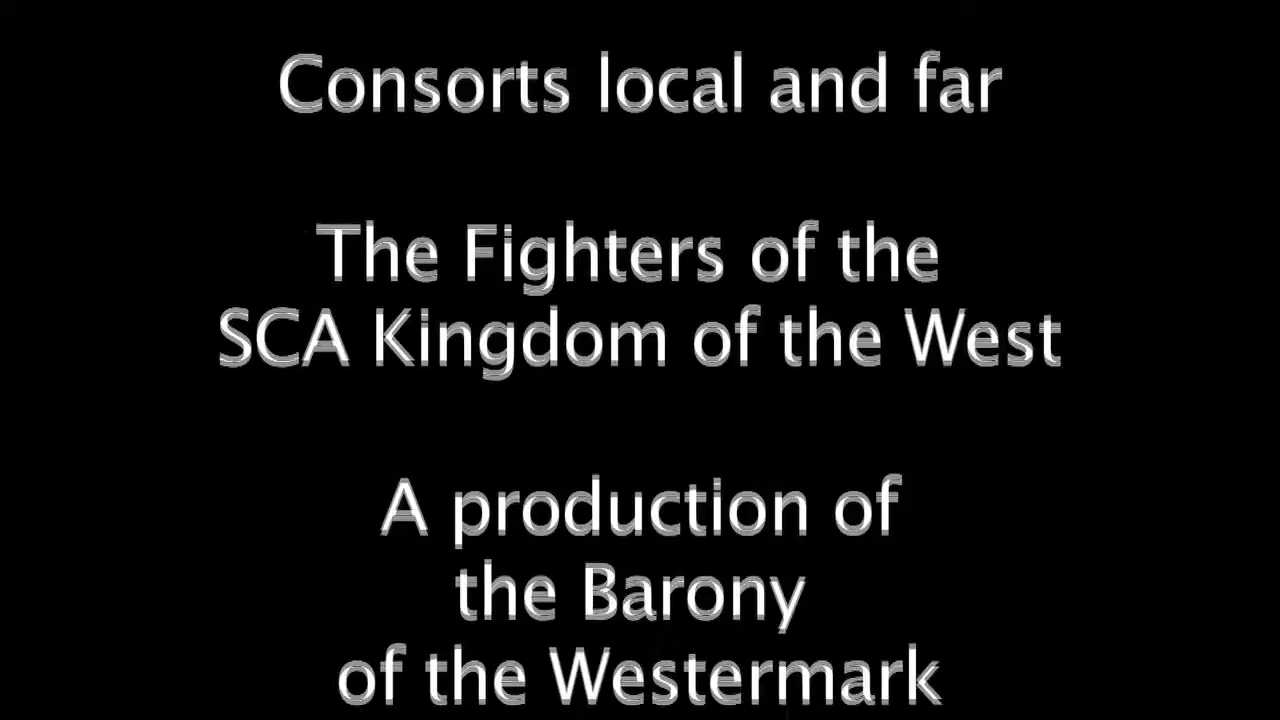 Consorts local and far
The Fighters of the
SCA Kingdom of the West
A production of
the Barony
of the Westermark